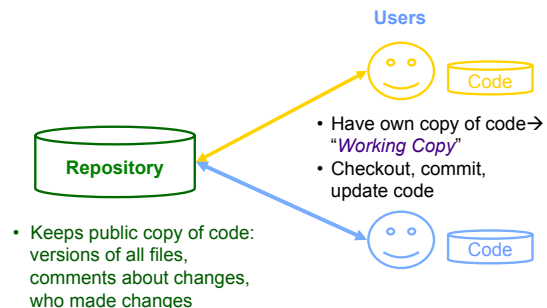 Users
Code
• Have own copy of code→
“Working Copy”
• Checkout, commit,
update code
Repository
• Keeps public copy of code:
versions of all files,
comments about changes,
who made changes
Code